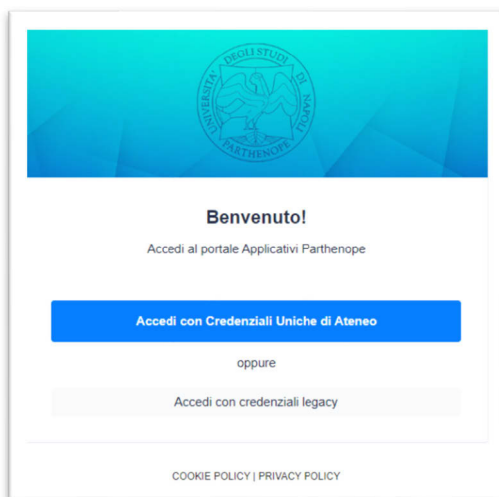 UNIVERSITA' DEGLI STUDI DI NAPOLI
PARTHENOPE
Benvenuto!
Accedi al portale Applicativi Parthenope
Accedi con Credenziali Uniche di Ateneo
oppure
Accedi con credenziali legacy
COOKIE POLICY | PRIVACY POLICY